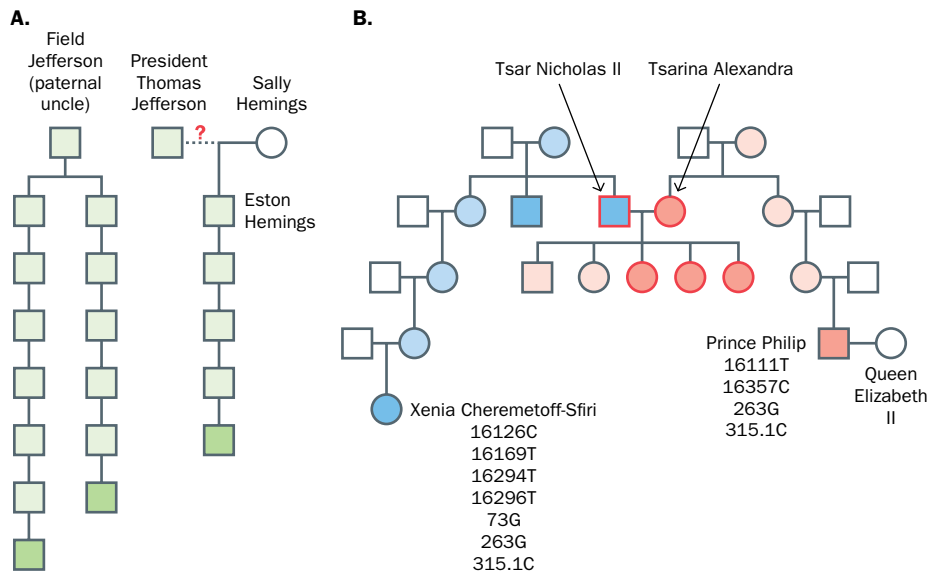 A.
Field
Jefferson
(paternal
uncle)
President
Thomas
Jefferson
Sally
Hemings
?
Eston
Hemings
B.
Tsar Nicholas II
Tsarina Alexandra
Prince Philip
16111T
16357C
263G
315.1C
Queen
Elizabeth
II
Xenia Cheremetoff-Sfiri
16126C
16169T
16294T
16296T
73G
263G
315.1C